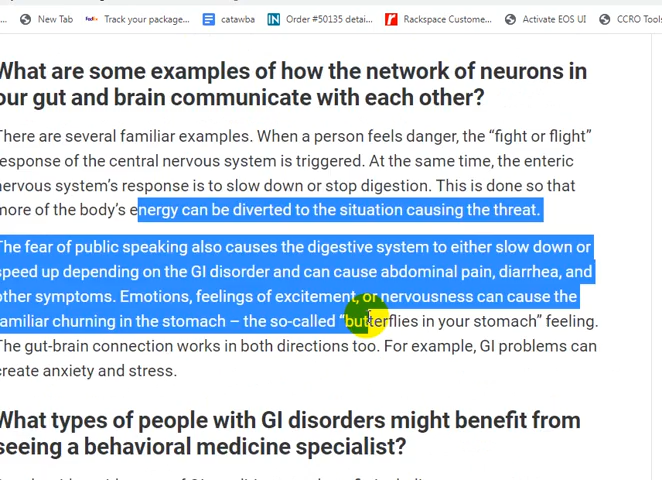 New Tab
Track your package...
catawba
Order #50135 detai...
Rackspace Custome...
Activate EOS UI
CCRO Tools
What are some examples of how the network of neurons in
our gut and brain communicate with each other?
There are several familiar examples. When a person feels danger, the “fight or flight”
response of the central nervous system is triggered. At the same time, the enteric
nervous system’s response is to slow down or stop digestion. This is done so that
more of the body’s energy can be diverted to the situation causing the threat.
The fear of public speaking also causes the digestive system to either slow down or
speed up depending on the GI disorder and can cause abdominal pain, diarrhea, and
other symptoms. Emotions, feelings of excitement, or nervousness can cause the
familiar churning in the stomach – the so-called “butterflies in your stomach” feeling.
The gut-brain connection works in both directions too. For example, GI problems can
create anxiety and stress.
What types of people with GI disorders might benefit from
seeing a behavioral medicine specialist?